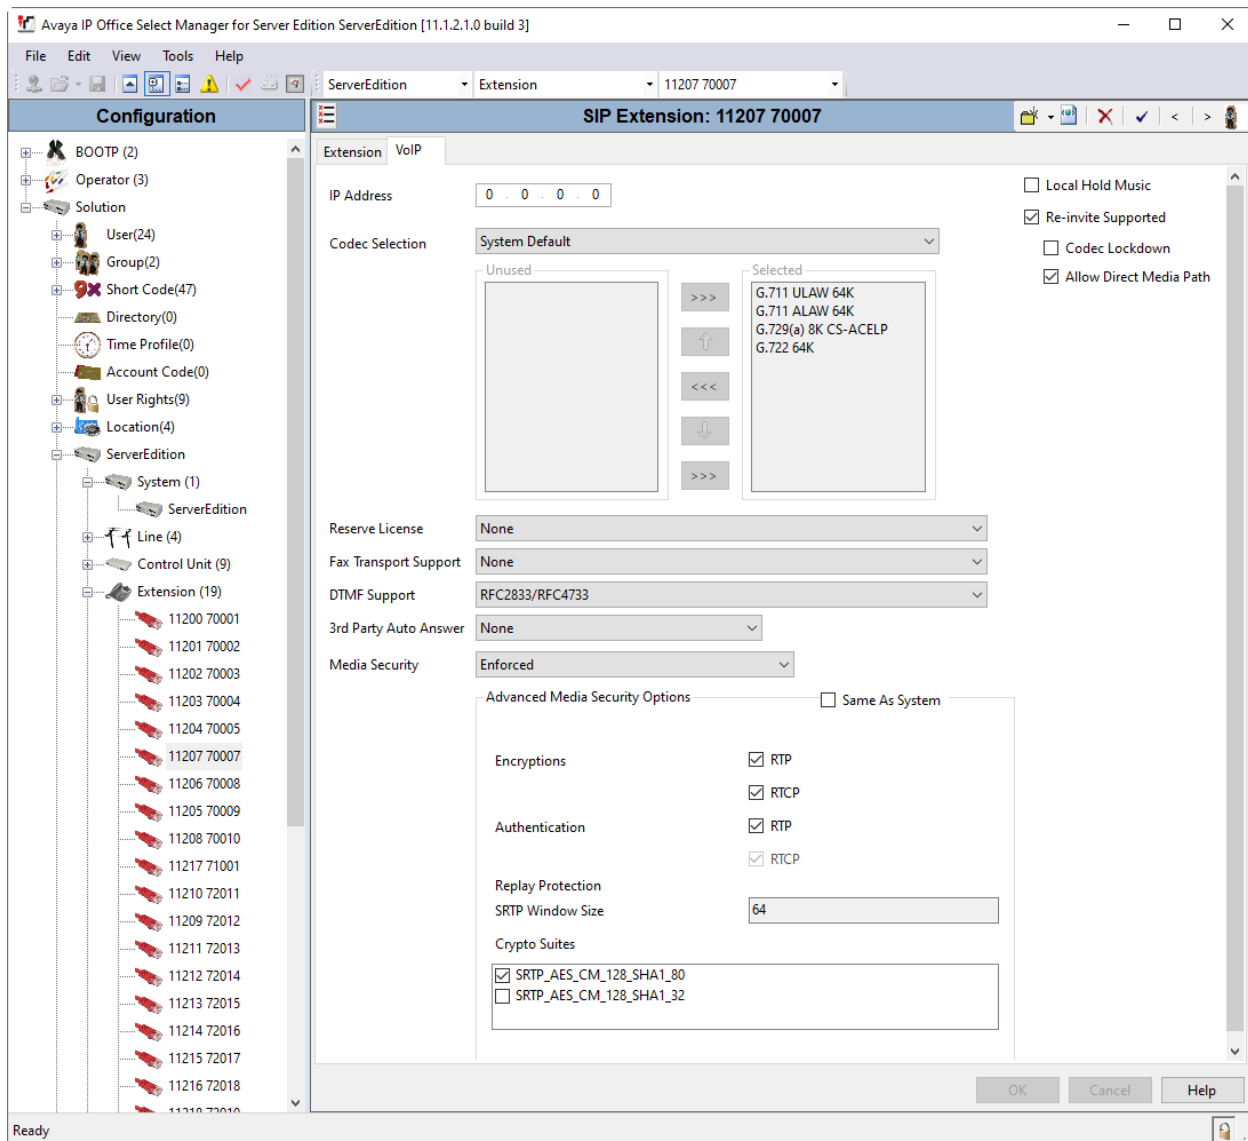 Avaya IP Office Select Manager for Server Edition ServerEdition [11.1.2.1.0 build 3]
File Edit View Tools Help
ServerEdition Extension 11207 70007
Configuration
BOOTP (2)
Operator (3)
Solution
User(24)
Group(2)
Short Code(47)
Directory(0)
Time Profile(0)
Account Code(0)
User Rights(9)
Location(4)
ServerEdition
System (1)
ServerEdition
Line (4)
Control Unit (9)
Extension (19)
11200 70001
11201 70002
11202 70003
11203 70004
11204 70005
11207 70007
11206 70008
11205 70009
11208 70010
11217 71001
11210 72011
11209 72012
11211 72013
11212 72014
11213 72015
11214 72016
11215 72017
11216 72018
11218 72019
SIP Extension: 11207 70007
Extension VoIP
IP Address 0 . 0 . 0 . 0
Local Hold Music
Re-invite Supported
Codec Lockdown
Allow Direct Media Path
Codec Selection System Default
Unused
>>>
<<<
>>>
Selected
G.711 ULAW 64K
G.711 ALAW 64K
G.729(a) 8K CS-ACELP
G.722 64K
Reserve License None
Fax Transport Support None
DTMF Support RFC2833/RFC4733
3rd Party Auto Answer None
Media Security Enforced
Advanced Media Security Options Same As System
Encryptions RTP
RTCP
Authentication RTP
RTCP
Replay Protection
SRTP Window Size 64
Crypto Suites
SRTP_AES_CM_128_SHA1_80
SRTP_AES_CM_128_SHA1_32
OK Cancel Help
Ready